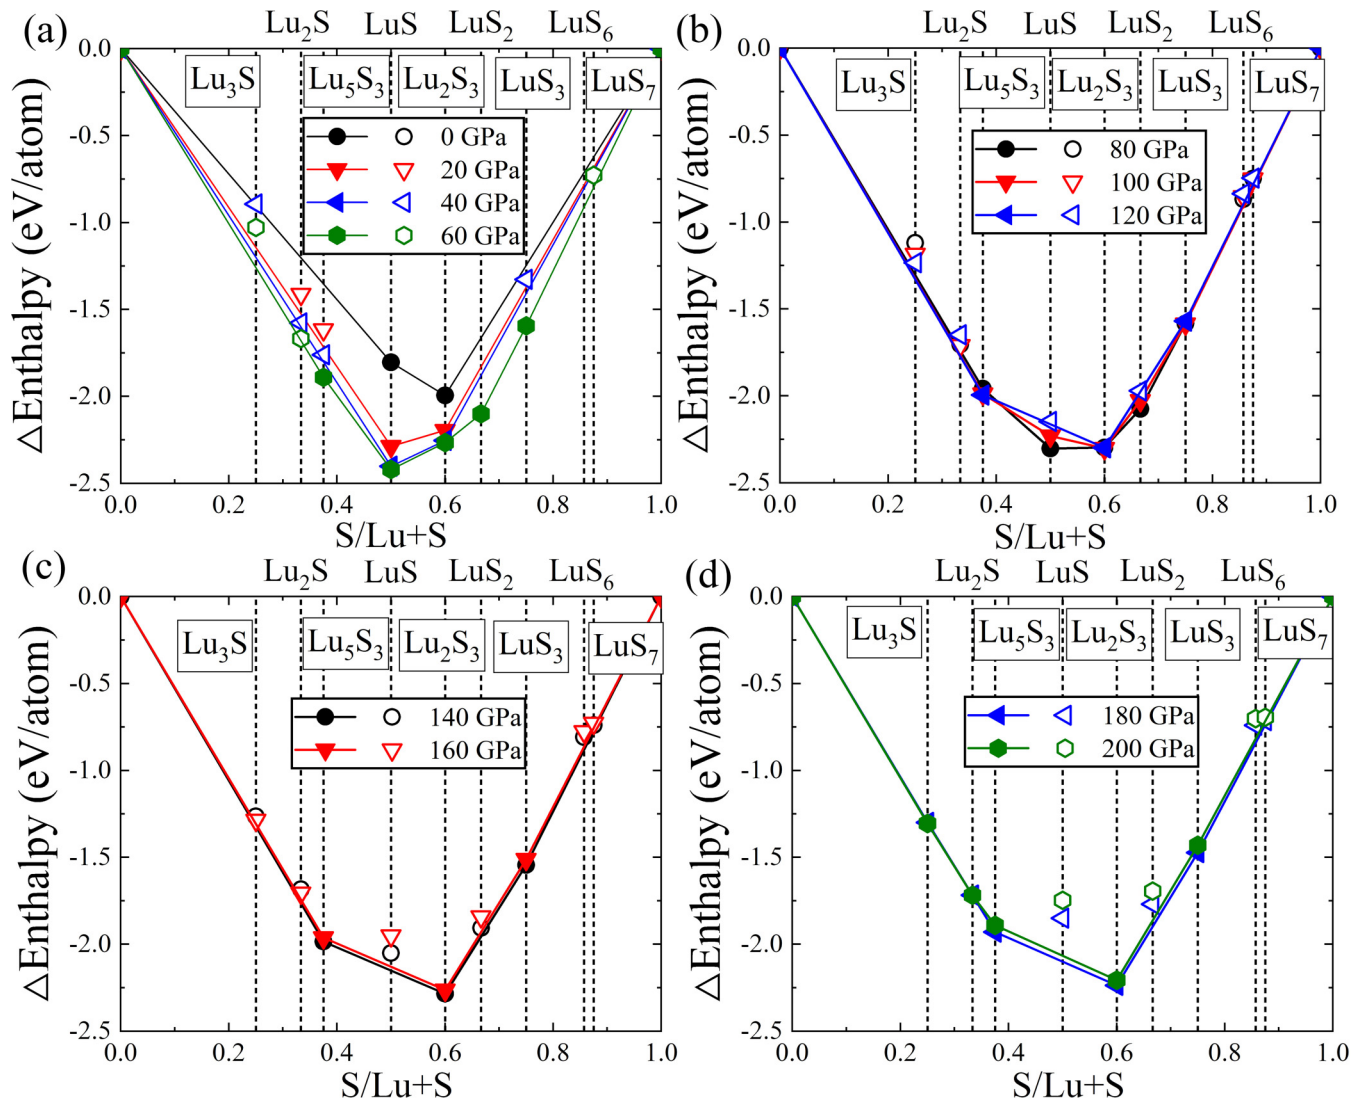 (a)
Lu₂S LuS LuS₂ LuS₆
Lu₃S Lu₅S₃ Lu₂S₃ LuS₃ LuS₇
0 GPa
20 GPa
40 GPa
60 GPa
0.0
-0.5
-1.0
-1.5
-2.0
-2.5
ΔEnthalpy (eV/atom)
0.0 0.2 0.4 0.6 0.8 1.0
S/Lu+S
(b)
Lu₂S LuS LuS₂ LuS₆
Lu₃S Lu₅S₃ Lu₂S₃ LuS₃ LuS₇
80 GPa
100 GPa
120 GPa
0.0
-0.5
-1.0
-1.5
-2.0
-2.5
ΔEnthalpy (eV/atom)
0.0 0.2 0.4 0.6 0.8 1.0
S/Lu+S
(c)
Lu₂S LuS LuS₂ LuS₆
Lu₃S Lu₅S₃ Lu₂S₃ LuS₃ LuS₇
140 GPa
160 GPa
0.0
-0.5
-1.0
-1.5
-2.0
-2.5
ΔEnthalpy (eV/atom)
0.0 0.2 0.4 0.6 0.8 1.0
S/Lu+S
(d)
Lu₂S LuS LuS₂ LuS₆
Lu₃S Lu₅S₃ Lu₂S₃ LuS₃ LuS₇
180 GPa
200 GPa
0.0
-0.5
-1.0
-1.5
-2.0
-2.5
ΔEnthalpy (eV/atom)
0.0 0.2 0.4 0.6 0.8 1.0
S/Lu+S